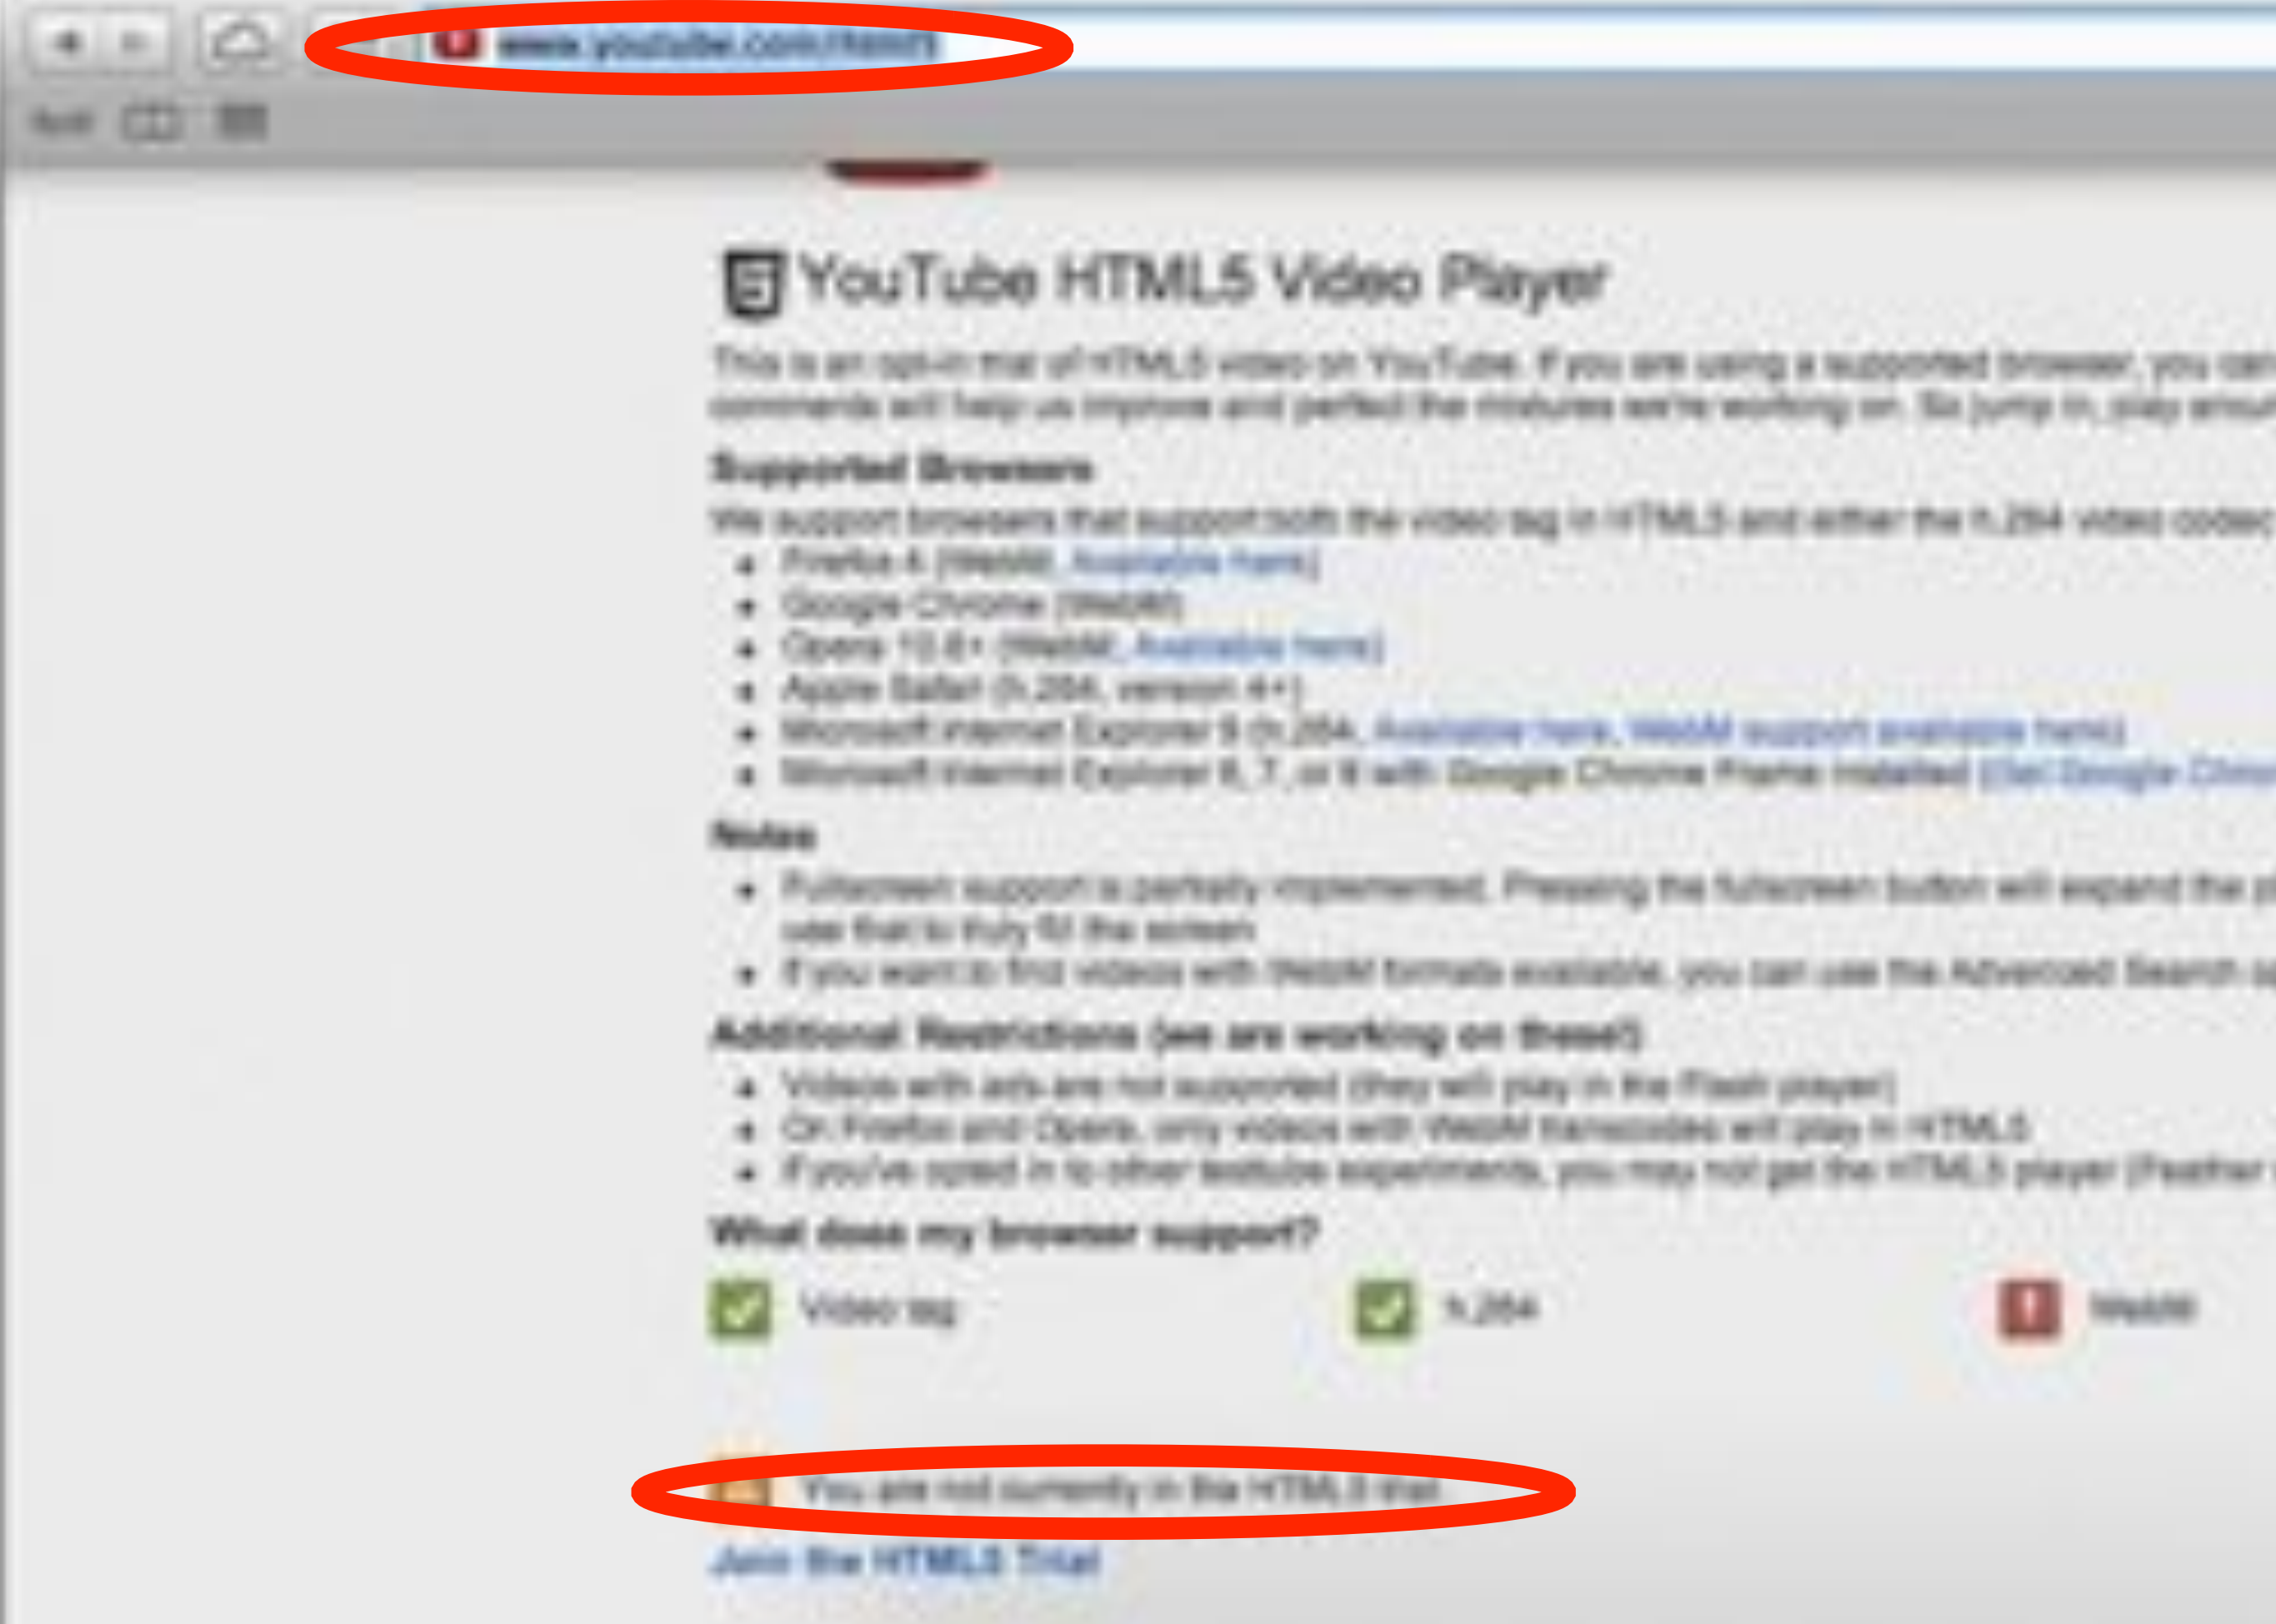 www.youtube.com/html5
YouTube HTML5 Video Player
This is an opt-in trial of HTML5 video on YouTube. If you are using a supported browser, you can
comments will help us improve and perfect the mixtures we're working on. So jump in, play aroun
Supported Browsers
We support browsers that support both the video tag in HTML5 and either the h.264 video codec
Firefox 4 (WebM, Available here)
Google Chrome (WebM)
Opera 10.6+ (WebM, Available here)
Apple Safari (h.264, version 4+)
Microsoft Internet Explorer 9 (h.264, Available here, WebM support available here)
Microsoft Internet Explorer 6, 7, or 8 with Google Chrome Frame installed (Get Google Chro
Notes
Fullscreen support is partially implemented. Pressing the fullscreen button will expand the
use that to truly fill the screen
If you want to find videos with WebM formats available, you can use the Advanced Search
Additional Restrictions (we are working on these!)
Videos with ads are not supported (they will play in the Flash player)
On Firefox and Opera, only videos with WebM transcodes will play in HTML5
If you've opted in to other testtube experiments, you may not get the HTML5 player (Feather
What does my browser support?
Video tag
h.264
WebM
You are not currently in the HTML5 trial.
Join the HTML5 Trial